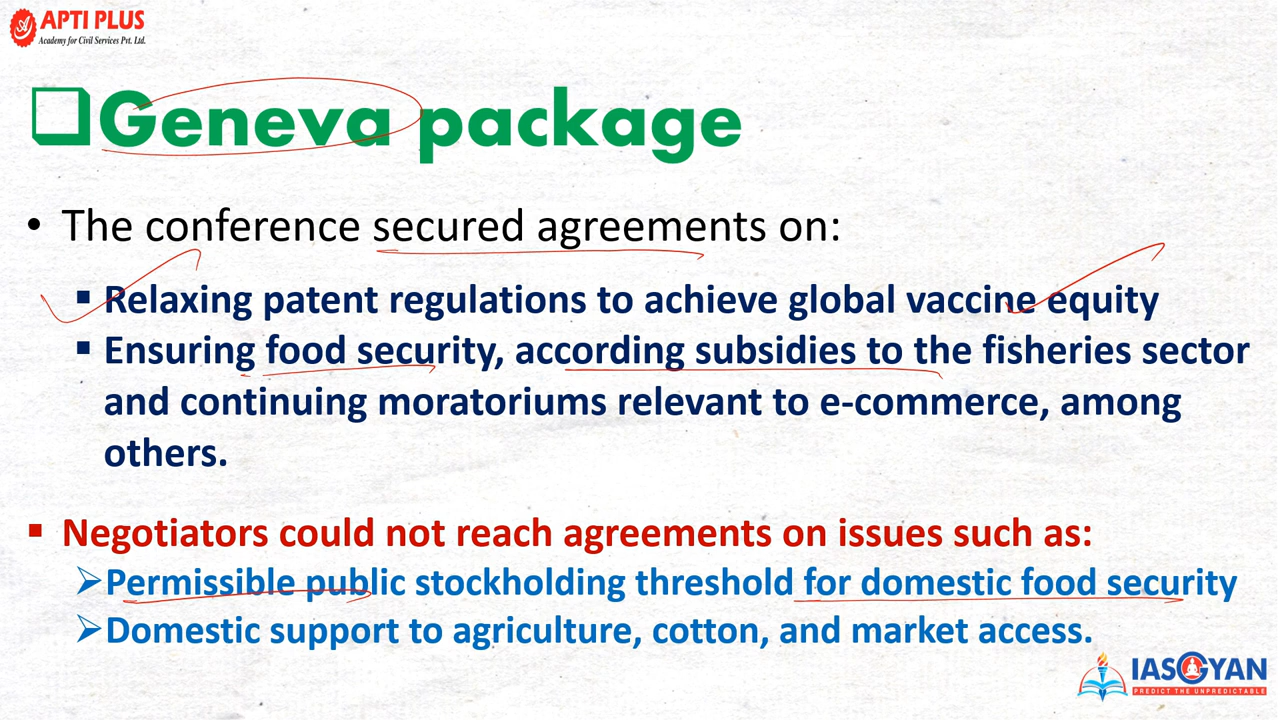 APTI PLUS
Academy for Civil Services Pvt. Ltd.
Geneva package
• The conference secured agreements on:
▪ Relaxing patent regulations to achieve global vaccine equity
▪ Ensuring food security, according subsidies to the fisheries sector
and continuing moratoriums relevant to e-commerce, among
others.
▪ Negotiators could not reach agreements on issues such as:
➢Permissible public stockholding threshold for domestic food security
➢Domestic support to agriculture, cotton, and market access.
IASGYAN
PREDICT THE UNPREDICTABLE